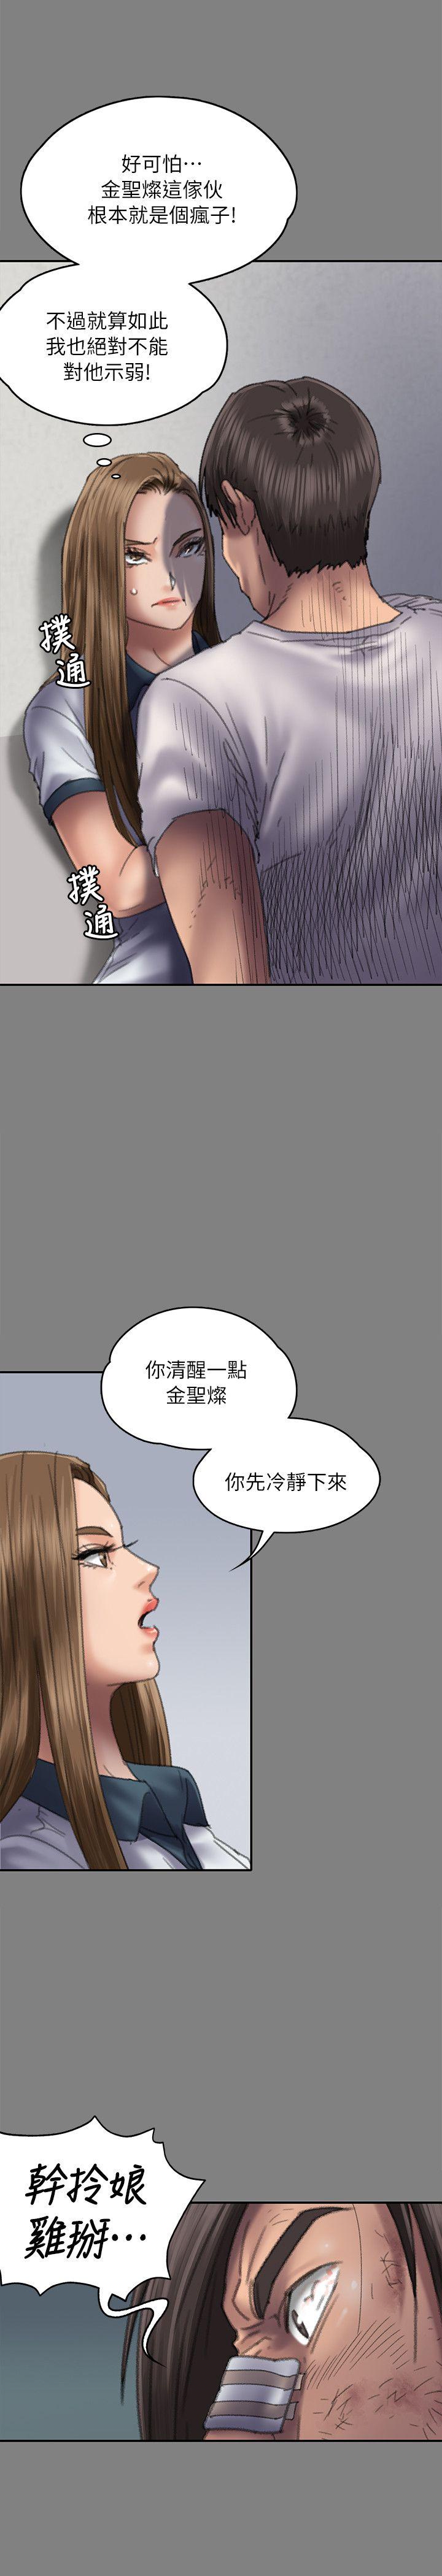 好可怕⋯
金聖燦這傢伙
根本就是個瘋子!
不過就算如此
我也絕對不能
對他示弱!
撲通
撲通
你清醒一點
金聖燦
你先冷靜下來
幹拎娘
雞掰⋯